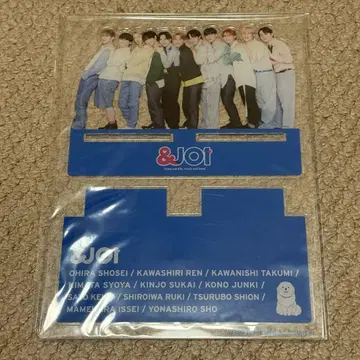 &JO1
&JO1
OHIRA SHOSEI / KAWASHIRI REN / KAWANISHI TAKUMI /
KIMATA SYOYA / KINJO SUKAI / KONO JUNKI /
SATO KEIGO / SHIROIWA RUKI / TSURUBO SHION /
MAMEHARA ISSEI / YONASHIRO SHO